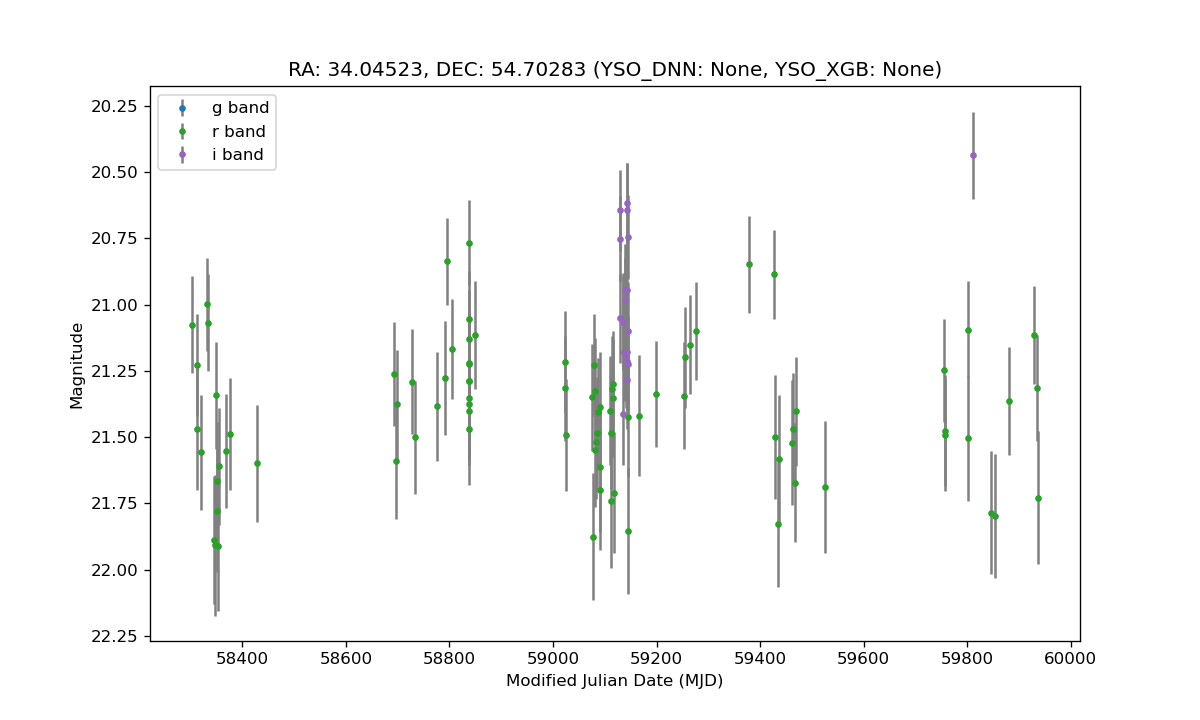 RA: 34.04523, DEC: 54.70283 (YSO_DNN: None, YSO_XGB: None)
g band
r band
i band
20.25
20.50
20.75
21.00
21.25
21.50
21.75
22.00
22.25
Magnitude
58400 58600 58800 59000 59200 59400 59600 59800 60000
Modified Julian Date (MJD)